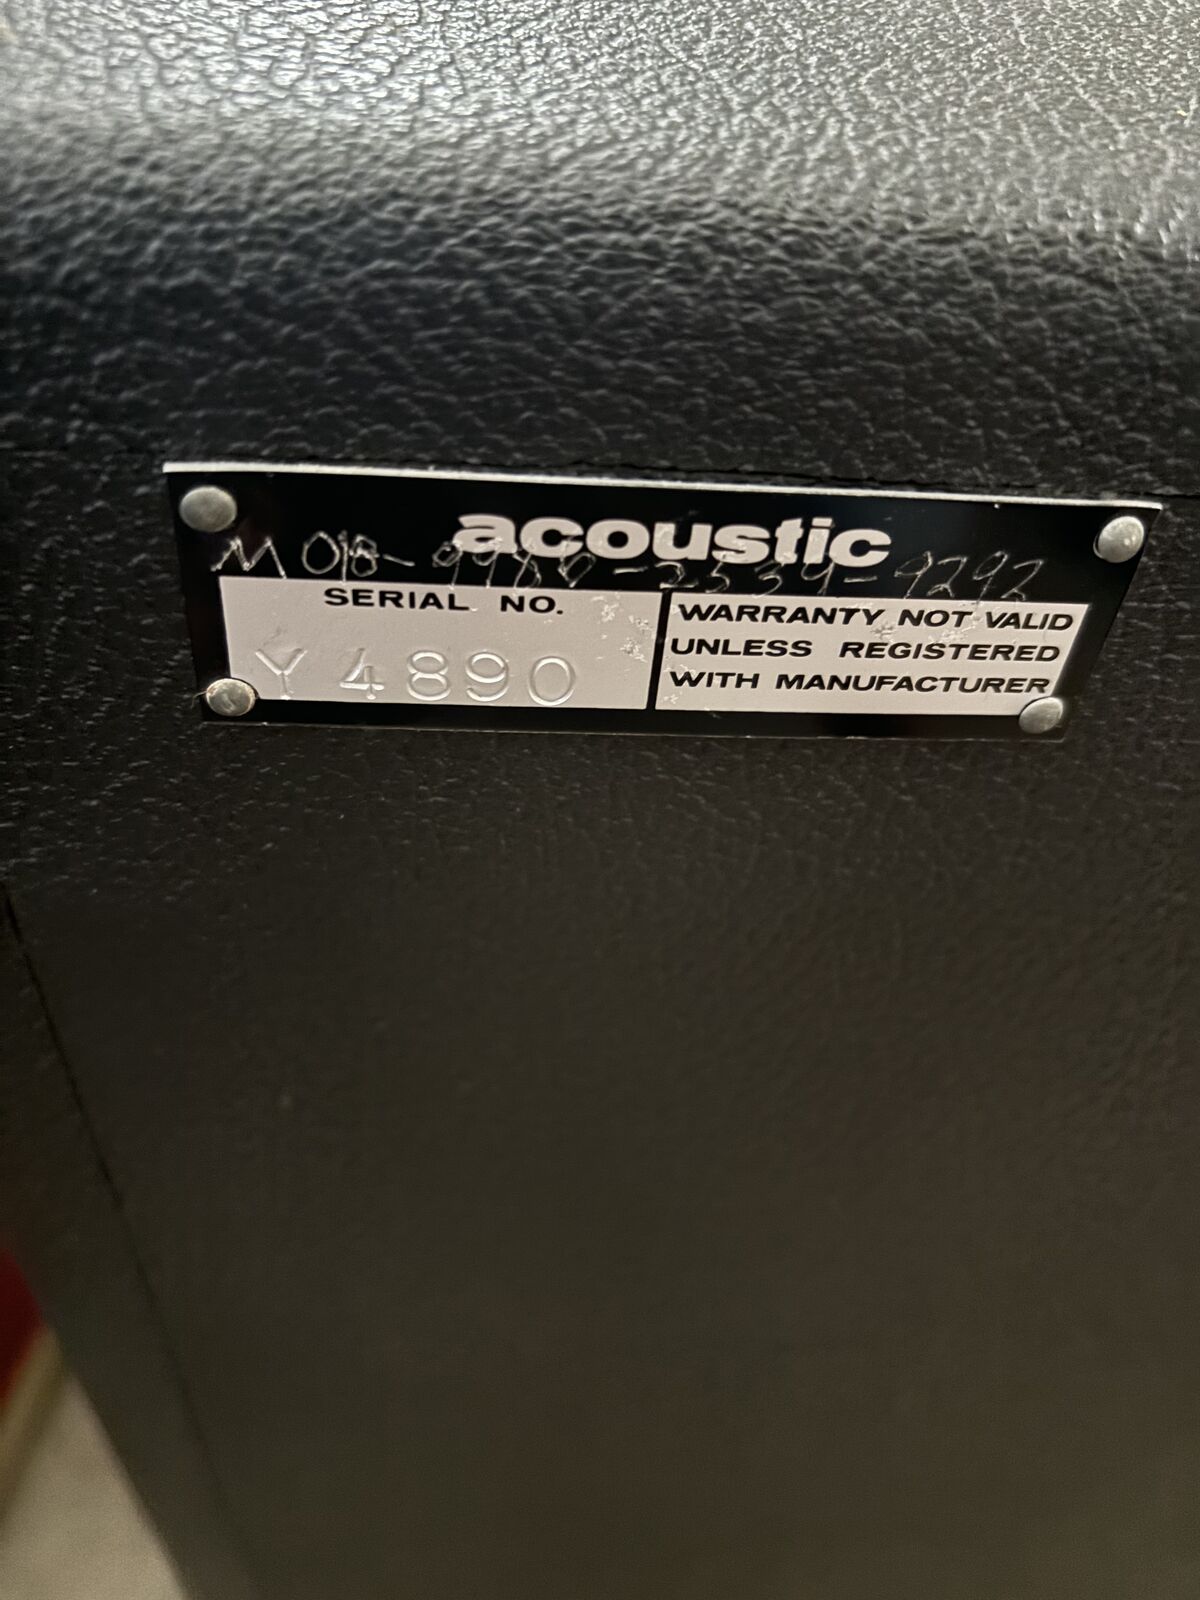 acoustic
SERIAL NO.
Y 4890
WARRANTY NOT VALID
UNLESS REGISTERED
WITH MANUFACTURER